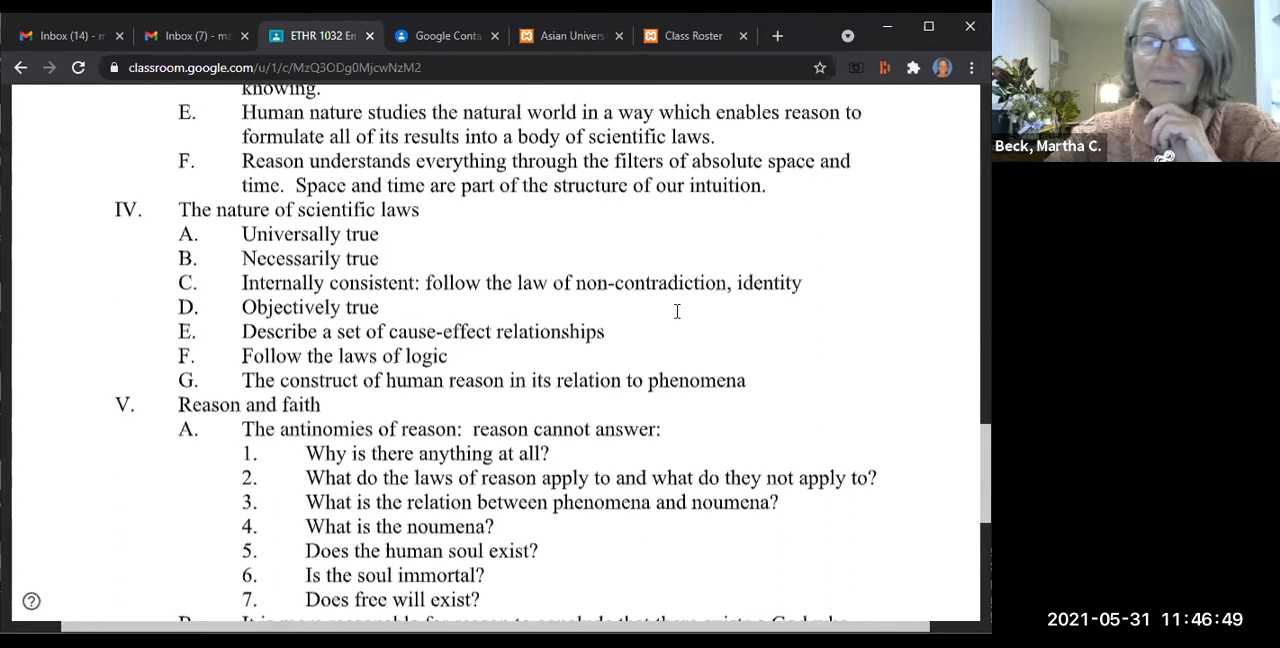 Inbox (14) - m
Inbox (7) - ma
ETHR 1032 En
Google Conta
Asian Univers
Class Roster
classroom.google.com/u/1/c/MzQ3ODg0MjcwNzM2
Beck, Martha C.
knowing.
E. Human nature studies the natural world in a way which enables reason to
formulate all of its results into a body of scientific laws.
F. Reason understands everything through the filters of absolute space and
time. Space and time are part of the structure of our intuition.
IV. The nature of scientific laws
A. Universally true
B. Necessarily true
C. Internally consistent: follow the law of non-contradiction, identity
D. Objectively true
E. Describe a set of cause-effect relationships
F. Follow the laws of logic
G. The construct of human reason in its relation to phenomena
V. Reason and faith
A. The antinomies of reason: reason cannot answer:
1. Why is there anything at all?
2. What do the laws of reason apply to and what do they not apply to?
3. What is the relation between phenomena and noumena?
4. What is the noumena?
5. Does the human soul exist?
6. Is the soul immortal?
7. Does free will exist?
2021-05-31 11:46:49